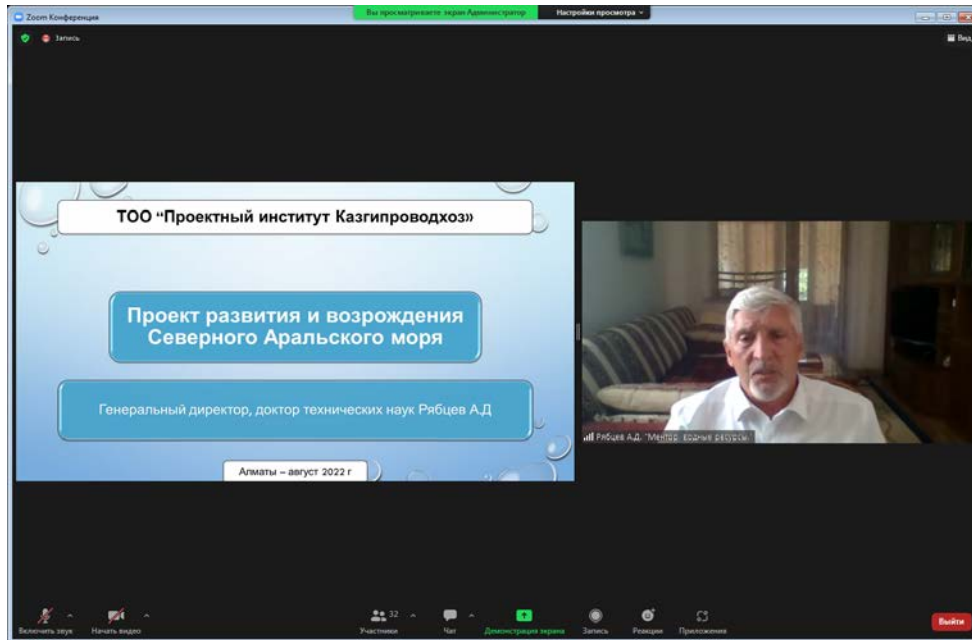 Zoom Конференция
Вы просматриваете экран Администратор
Настройки просмотра
Запись
Вид
ТОО “Проектный институт Казгипроводхоз»
Проект развития и возрождения
Северного Аральского моря
Генеральный директор, доктор технических наук Рябцев А.Д
Алматы – август 2022 г
Рябцев А.Д. "Ментор, водные ресурсы."
Включить звук
Начать видео
32
Участники
Чат
Демонстрация экрана
Запись
Реакции
Приложения
Выйти